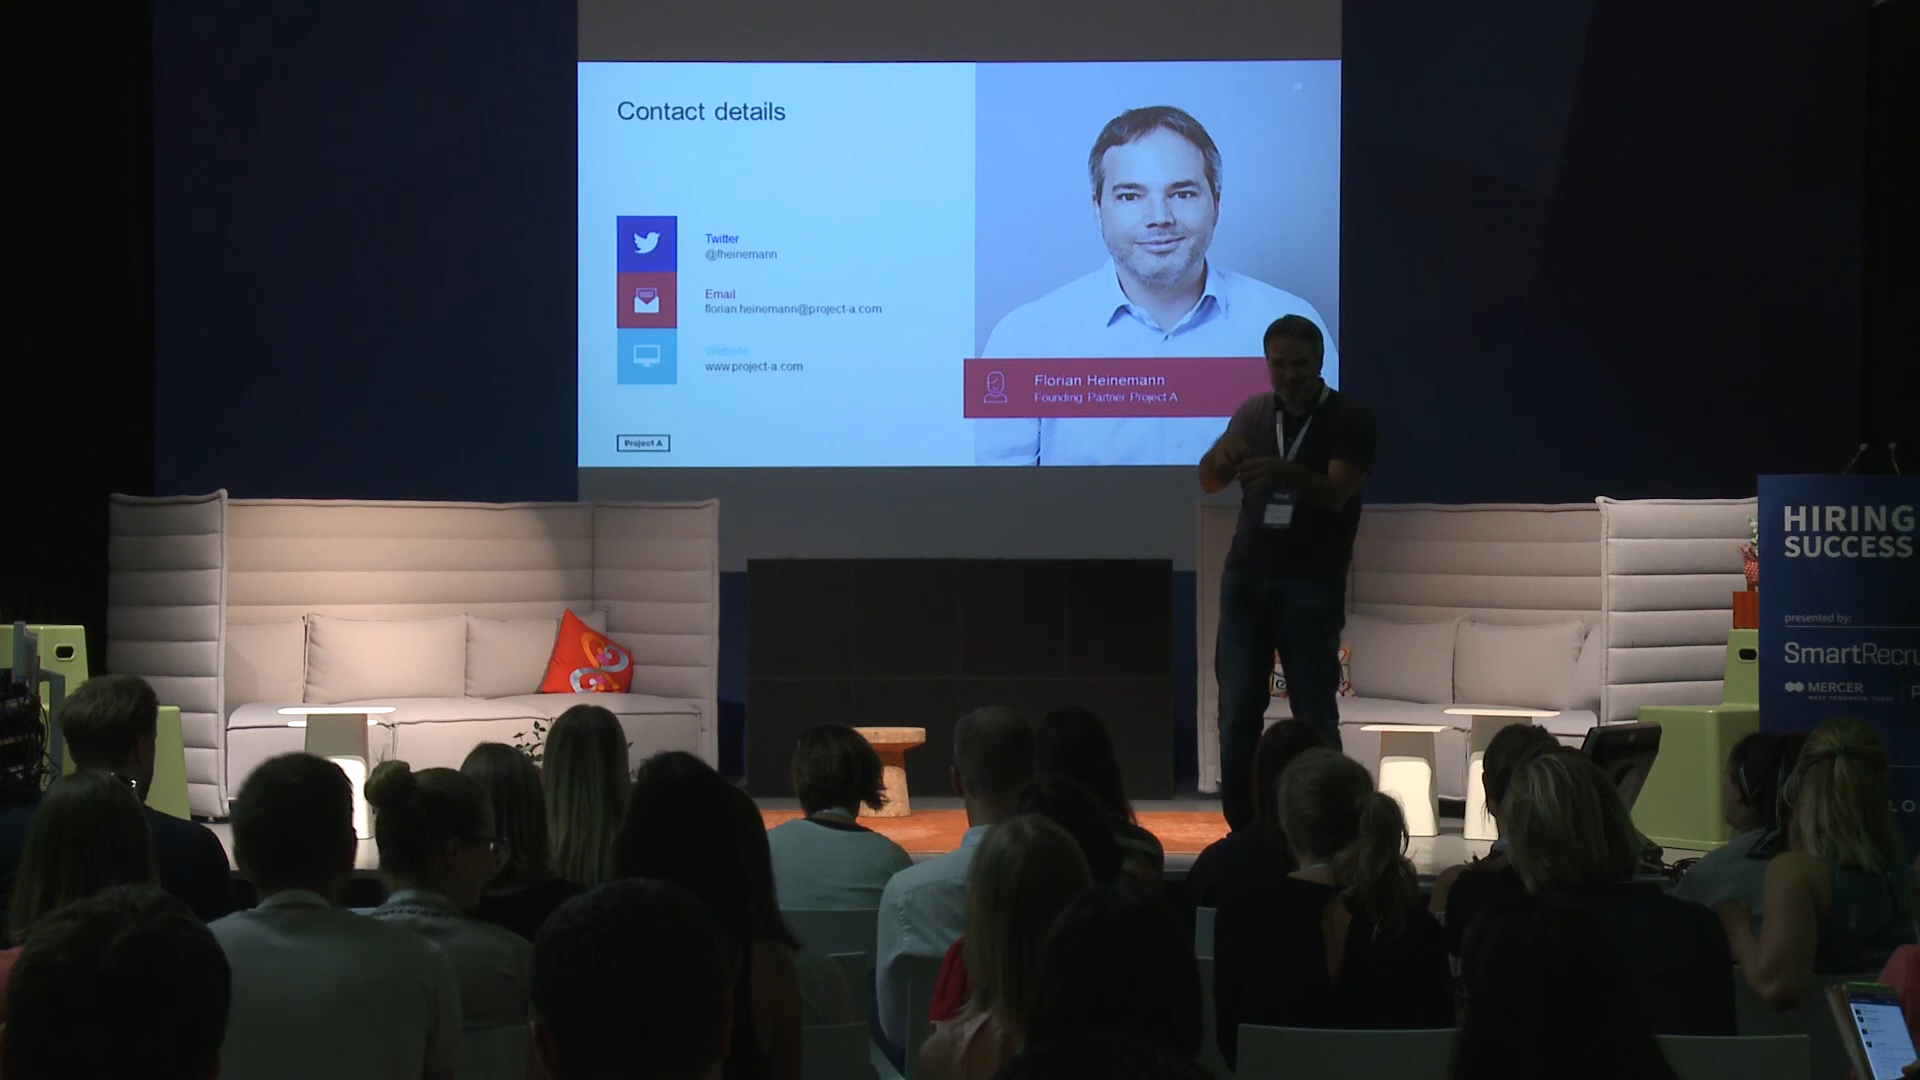 Contact details
Twitter
@fheinemann
Email
florian.heinemann@project-a.com
Website
www.project-a.com
Project A
Florian Heinemann
Founding Partner Project A
HIRING
SUCCESS
presented by:
SmartRecru
MERCER